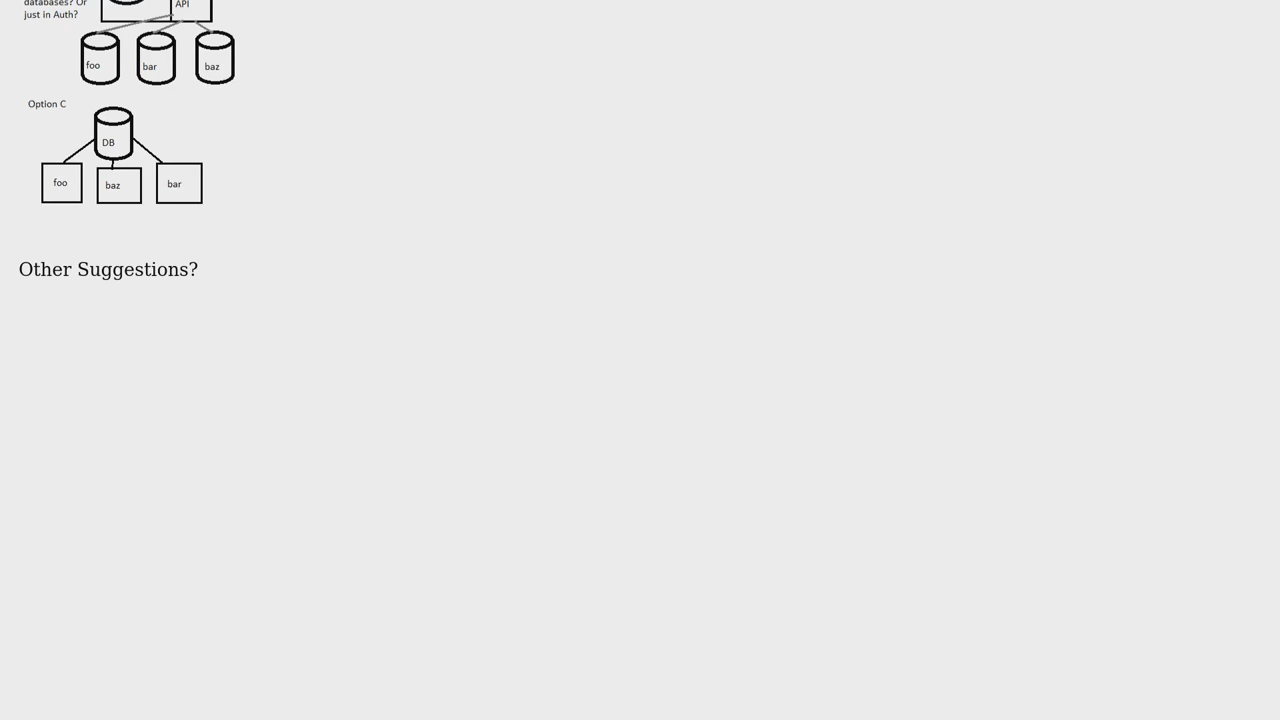 databases? Or
just in Auth?
API
foo
bar
baz
Option C
DB
foo
baz
bar
Other Suggestions?